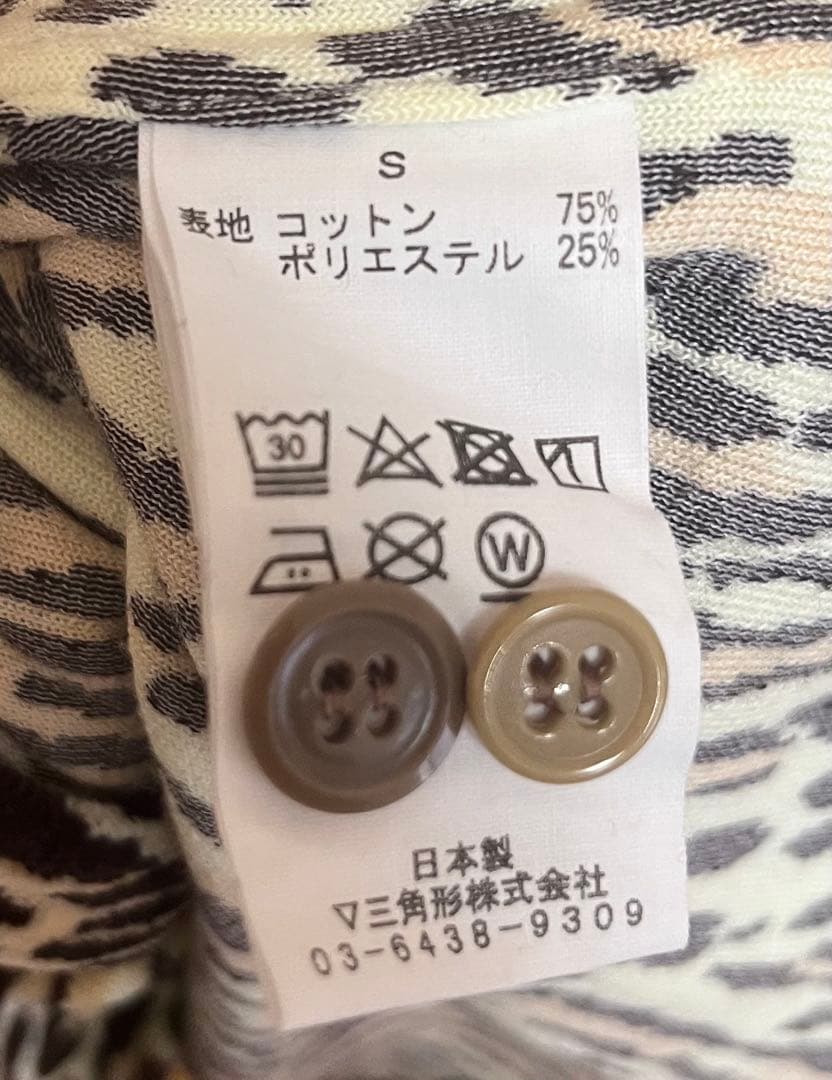 S
表地 コットン 75%
ポリエステル 25%
30
W
日本製
▽三角形株式会社
03-6438-9309